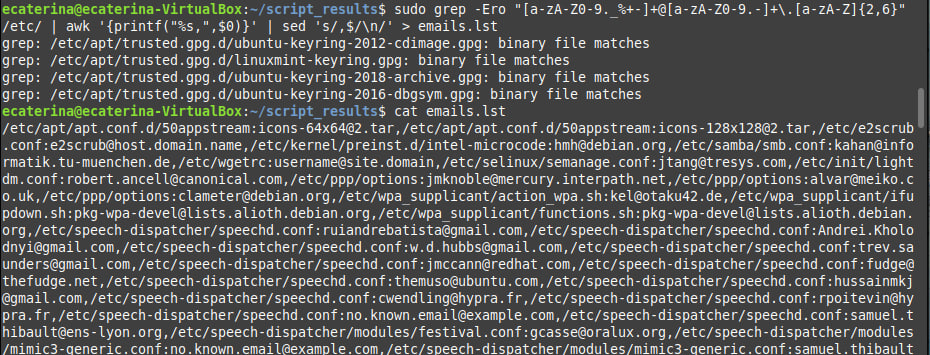 ecaterina@ecaterina-VirtualBox:~/script_results$ sudo grep -Ero "[a-zA-Z0-9._%+-]+@[a-zA-Z0-9.-]+\.[a-zA-Z]{2,6}"
/etc/ | awk '{printf("%s,",$0)}' | sed 's/,$/\n/' > emails.lst
grep: /etc/apt/trusted.gpg.d/ubuntu-keyring-2012-cdimage.gpg: binary file matches
grep: /etc/apt/trusted.gpg.d/linuxmint-keyring.gpg: binary file matches
grep: /etc/apt/trusted.gpg.d/ubuntu-keyring-2018-archive.gpg: binary file matches
grep: /etc/apt/trusted.gpg.d/ubuntu-keyring-2016-dbgsym.gpg: binary file matches
ecaterina@ecaterina-VirtualBox:~/script_results$ cat emails.lst
/etc/apt/apt.conf.d/50appstream:icons-64x64@2.tar,/etc/apt/apt.conf.d/50appstream:icons-128x128@2.tar,/etc/e2scrub
.conf:e2scrub@host.domain.name,/etc/kernel/preinst.d/intel-microcode:hmh@debian.org,/etc/samba/smb.conf:kahan@info
rmatik.tu-muenchen.de,/etc/wgetrc:username@site.domain,/etc/selinux/semanage.conf:jtang@tresys.com,/etc/init/light
dm.conf:robert.ancell@canonical.com,/etc/ppp/options:jmknoble@mercury.interpath.net,/etc/ppp/options:alvar@meiko.c
o.uk,/etc/ppp/options:clameter@debian.org,/etc/wpa_supplicant/action_wpa.sh:kel@otaku42.de,/etc/wpa_supplicant/ifu
pdown.sh:pkg-wpa-devel@lists.alioth.debian.org,/etc/wpa_supplicant/functions.sh:pkg-wpa-devel@lists.alioth.debian.
org,/etc/speech-dispatcher/speechd.conf:ruiandrebatista@gmail.com,/etc/speech-dispatcher/speechd.conf:Andrei.Kholo
dnyi@gmail.com,/etc/speech-dispatcher/speechd.conf:w.d.hubbs@gmail.com,/etc/speech-dispatcher/speechd.conf:trev.sa
unders@gmail.com,/etc/speech-dispatcher/speechd.conf:jmccann@redhat.com,/etc/speech-dispatcher/speechd.conf:fudge@
thefudge.net,/etc/speech-dispatcher/speechd.conf:themuso@ubuntu.com,/etc/speech-dispatcher/speechd.conf:hussainmkj
@gmail.com,/etc/speech-dispatcher/speechd.conf:cwendling@hypra.fr,/etc/speech-dispatcher/speechd.conf:rpoitevin@hy
pra.fr,/etc/speech-dispatcher/speechd.conf:no.known.email@example.com,/etc/speech-dispatcher/speechd.conf:samuel.t
hibault@ens-lyon.org,/etc/speech-dispatcher/modules/festival.conf:gcasse@oralux.org,/etc/speech-dispatcher/modules
/mimic3-generic.conf:no.known.email@example.com,/etc/speech-dispatcher/modules/mimic3-generic.conf:samuel.thibault